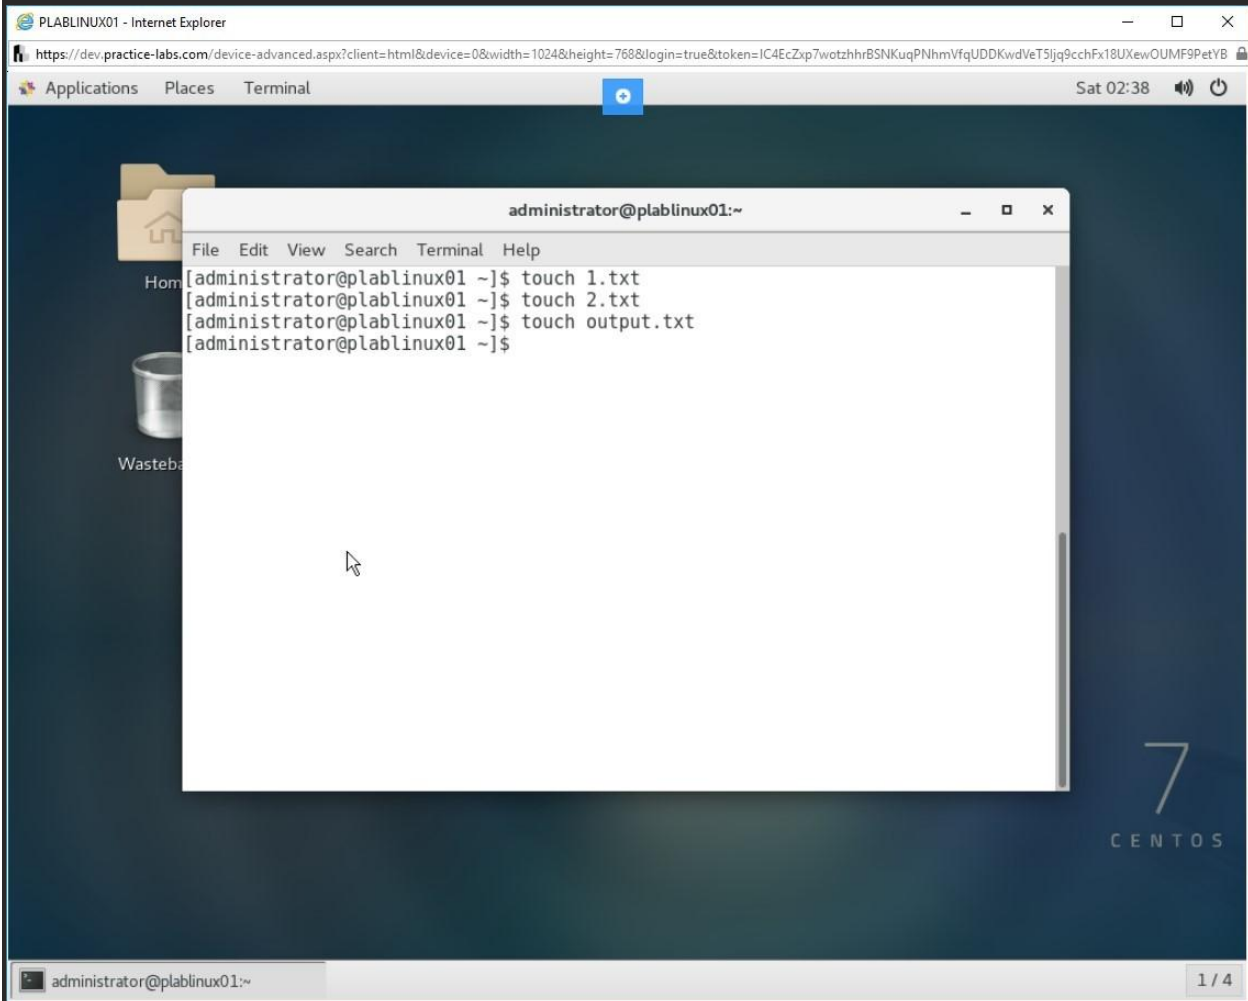 PLABLINUX01 - Internet Explorer
https://dev.practice-labs.com/device-advanced.aspx?client=html&device=0&width=1024&height=768&login=true&token=IC4EcZxp7wotzhhrBSNKuqPNhmVfqUDDKwdVeT5Ijq9cchFx18UXewOUMF9PetYB
Applications Places Terminal Sat 02:38
administrator@plablinux01:~
File Edit View Search Terminal Help
[administrator@plablinux01 ~]$ touch 1.txt
[administrator@plablinux01 ~]$ touch 2.txt
[administrator@plablinux01 ~]$ touch output.txt
[administrator@plablinux01 ~]$
Hom
Wasteba
7
CENTOS
administrator@plablinux01:~ 1 / 4